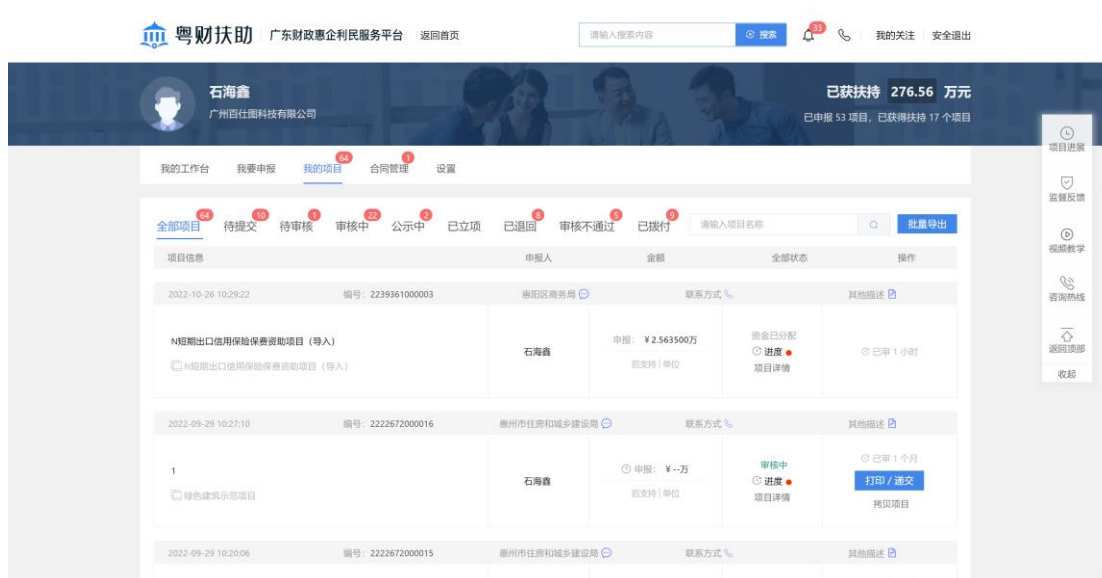 粤财扶助 广东财政惠企利民服务平台 返回首页 请输入搜索内容 搜索 33 我的关注 安全退出
石海鑫 已获扶持 276.56 万元
广州百仕图科技有限公司 已申报 53 项目，已获得扶持 17 个项目
项目进展
监督反馈
视频教学
咨询热线
返回顶部
收起
我的工作台 我要申报 我的项目 64 合同管理 1 设置
全部项目 64 待提交 10 待审核 1 审核中 22 公示中 2 已立项 已退回 8 审核不通过 5 已拨付 9 请输入项目名称 批量导出
项目信息 申报人 金额 全部状态 操作
2022-10-26 10:29:22 编号：2239361000003 惠阳区商务局 联系方式 其他描述
N短期出口信用保险保费资助项目（导入） 石海鑫 申报： ¥ 2.563500万 资金已分配
N短期出口信用保险保费资助项目（导入） 后支持 | 单位 进度 已审 1 小时
项目详情
2022-09-29 10:27:10 编号：2222672000016 惠州市住房和城乡建设局 联系方式 其他描述
1 石海鑫 申报： ¥ --万 审核中 已审 1 个月
绿色建筑示范项目 后支持 | 单位 进度 打印 / 递交
项目详情 拷贝项目
2022-09-29 10:20:06 编号：2222672000015 惠州市住房和城乡建设局 联系方式 其他描述